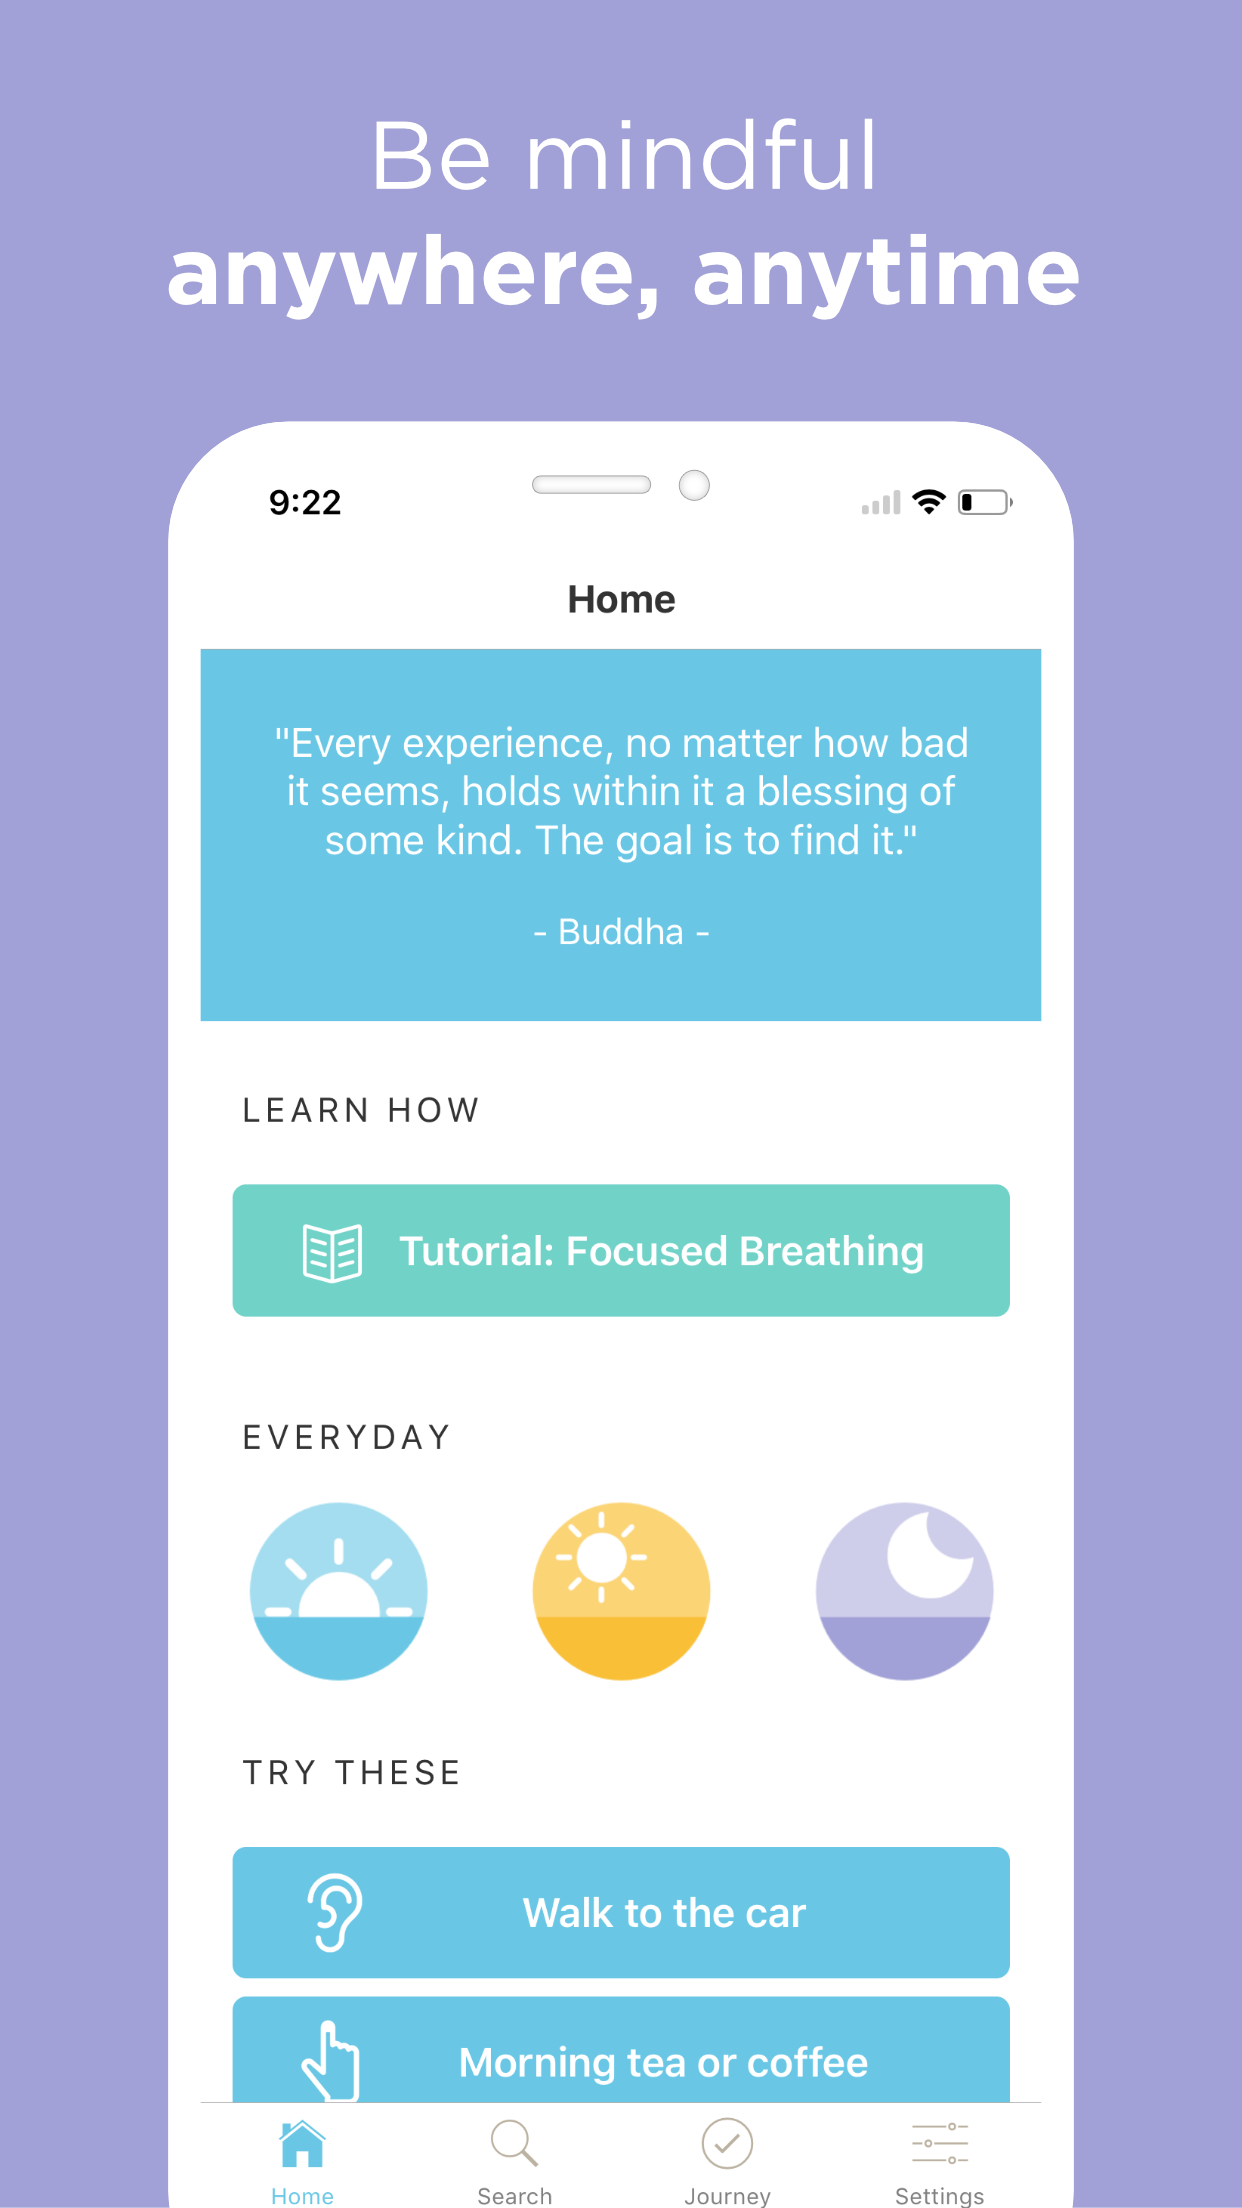 Be mindful
anywhere, anytime
9:22
Home
"Every experience, no matter how bad
it seems, holds within it a blessing of
some kind. The goal is to find it."
- Buddha -
LEARN HOW
Tutorial: Focused Breathing
EVERYDAY
TRY THESE
Walk to the car
Morning tea or coffee
Home
Search
Journey
Settings